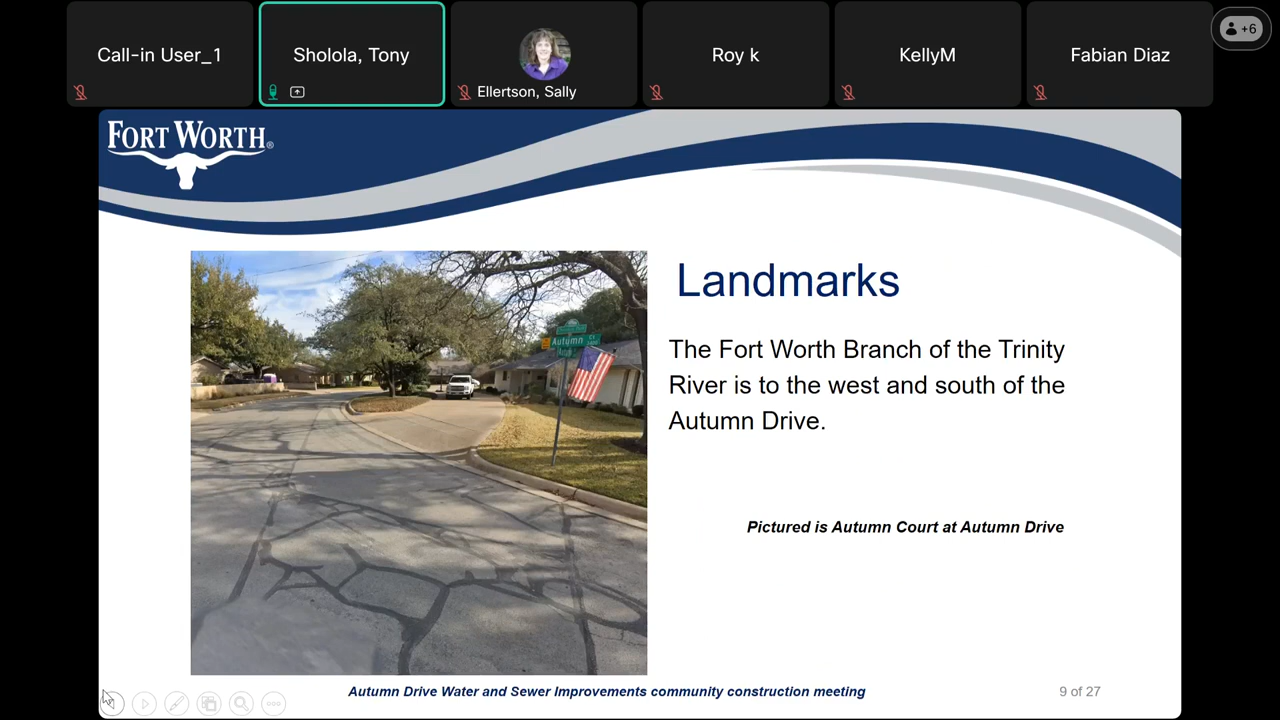 Call-in User_1
Sholola, Tony
Ellertson, Sally
Roy k
KellyM
Fabian Diaz
+6
FORT WORTH®
Autumn
Landmarks
The Fort Worth Branch of the Trinity
River is to the west and south of the
Autumn Drive.
Pictured is Autumn Court at Autumn Drive
Autumn Drive Water and Sewer Improvements community construction meeting
9 of 27